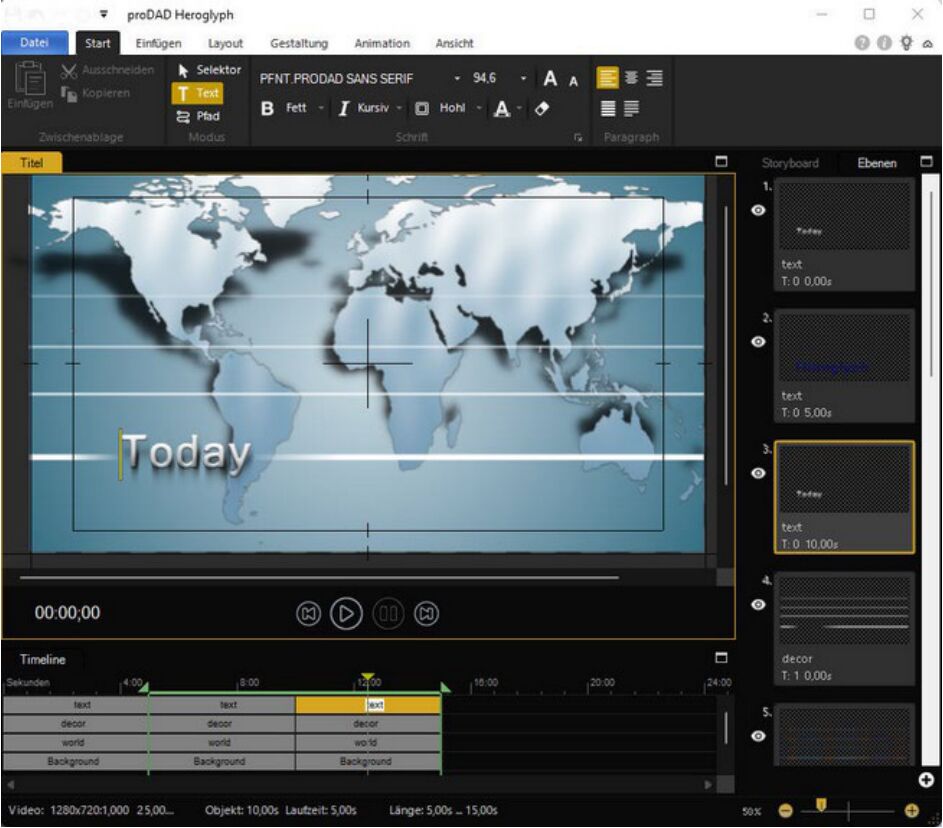 proDAD Heroglyph
Datei Start Einfügen Layout Gestaltung Animation Ansicht
Ausschneiden
Kopieren
Einfügen
Zwischenablage
Selektor
Text
Pfad
Modus
PFNT.PRODAD SANS SERIF 94,6 A A
B Fett I Kursiv Hohl A
Schrift
Paragraph
Titel
Storyboard Ebenen
Today
1.
Today
text
T: 0 0,00s
2.
Heroglyph
text
T: 0 5,00s
3.
Today
text
T: 0 10,00s
4.
decor
T: 1 0,00s
5.
00:00;00
Timeline
Sekunden 4:00 8:00 12:00 16:00 20:00 24:00
text text text
decor decor decor
world world world
Background Background Background
Video: 1280x720:1,000 25,00... Objekt: 10,00s Laufzeit: 5,00s Länge: 5,00s .. 15,00s
50%